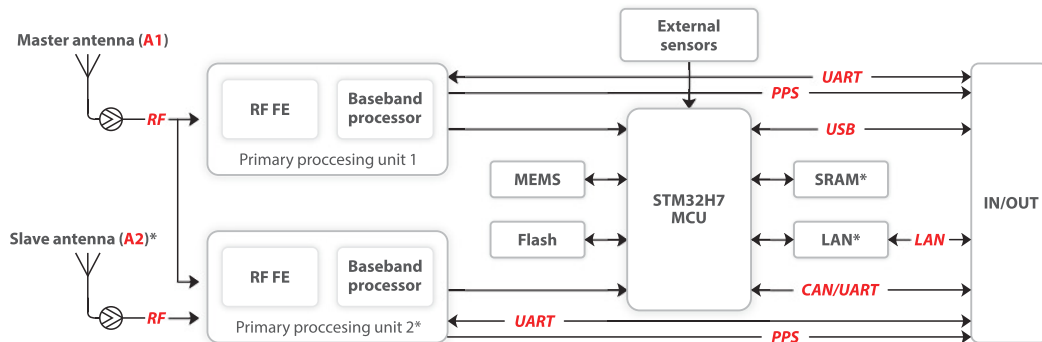 External
sensors
Master antenna (A1)
RF
RF FE
Baseband
processor
Primary proccesing unit 1
UART
PPS
USB
MEMS
STM32H7
MCU
SRAM*
IN/OUT
Flash
LAN*
LAN
Slave antenna (A2)*
RF
RF FE
Baseband
processor
Primary proccesing unit 2*
CAN/UART
UART
PPS